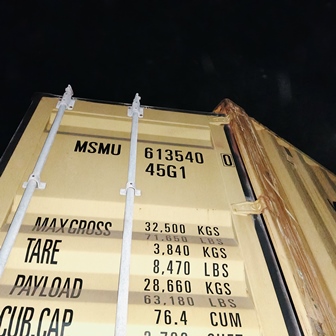 MSMU 613540 0
45G1
MAX.GROSS 32,500 KGS
71,650 LBS
TARE 3,840 KGS
8,470 LBS
PAYLOAD 28,660 KGS
63,180 LBS
CUB.CAP 76.4 CUM